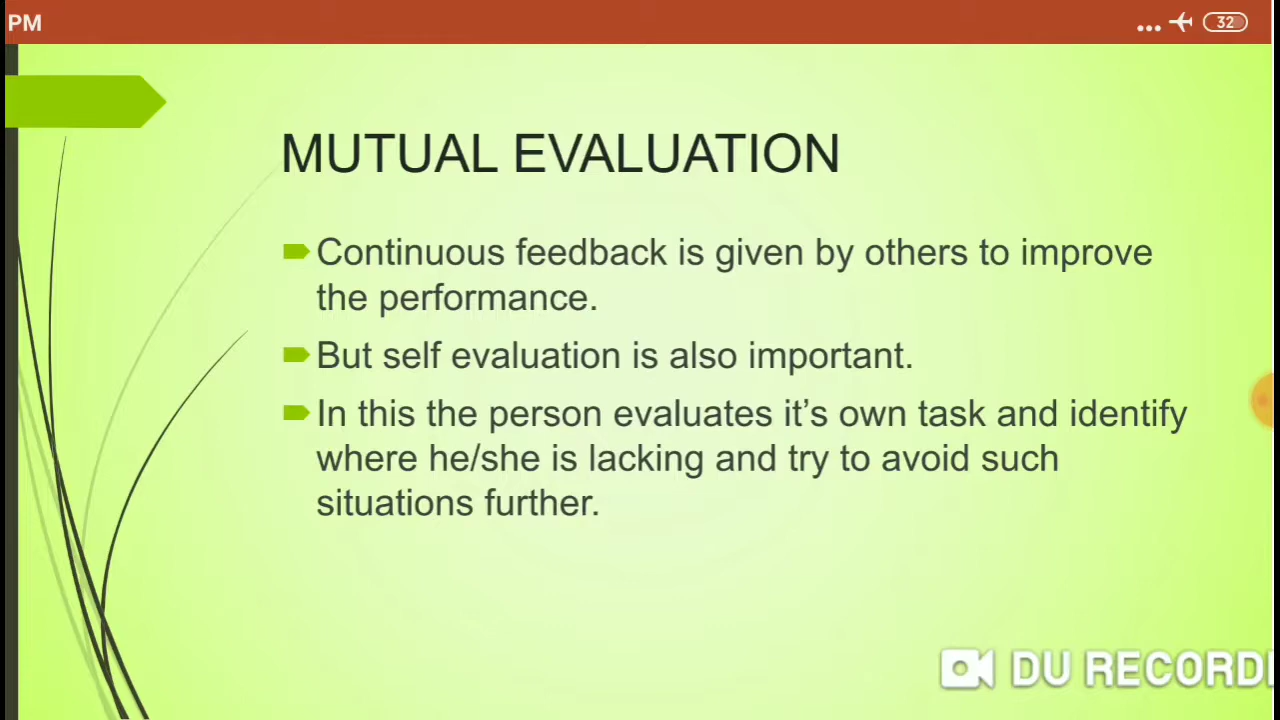 PM
32
MUTUAL EVALUATION
Continuous feedback is given by others to improve
the performance.
But self evaluation is also important.
In this the person evaluates it’s own task and identify
where he/she is lacking and try to avoid such
situations further.
DU RECORD